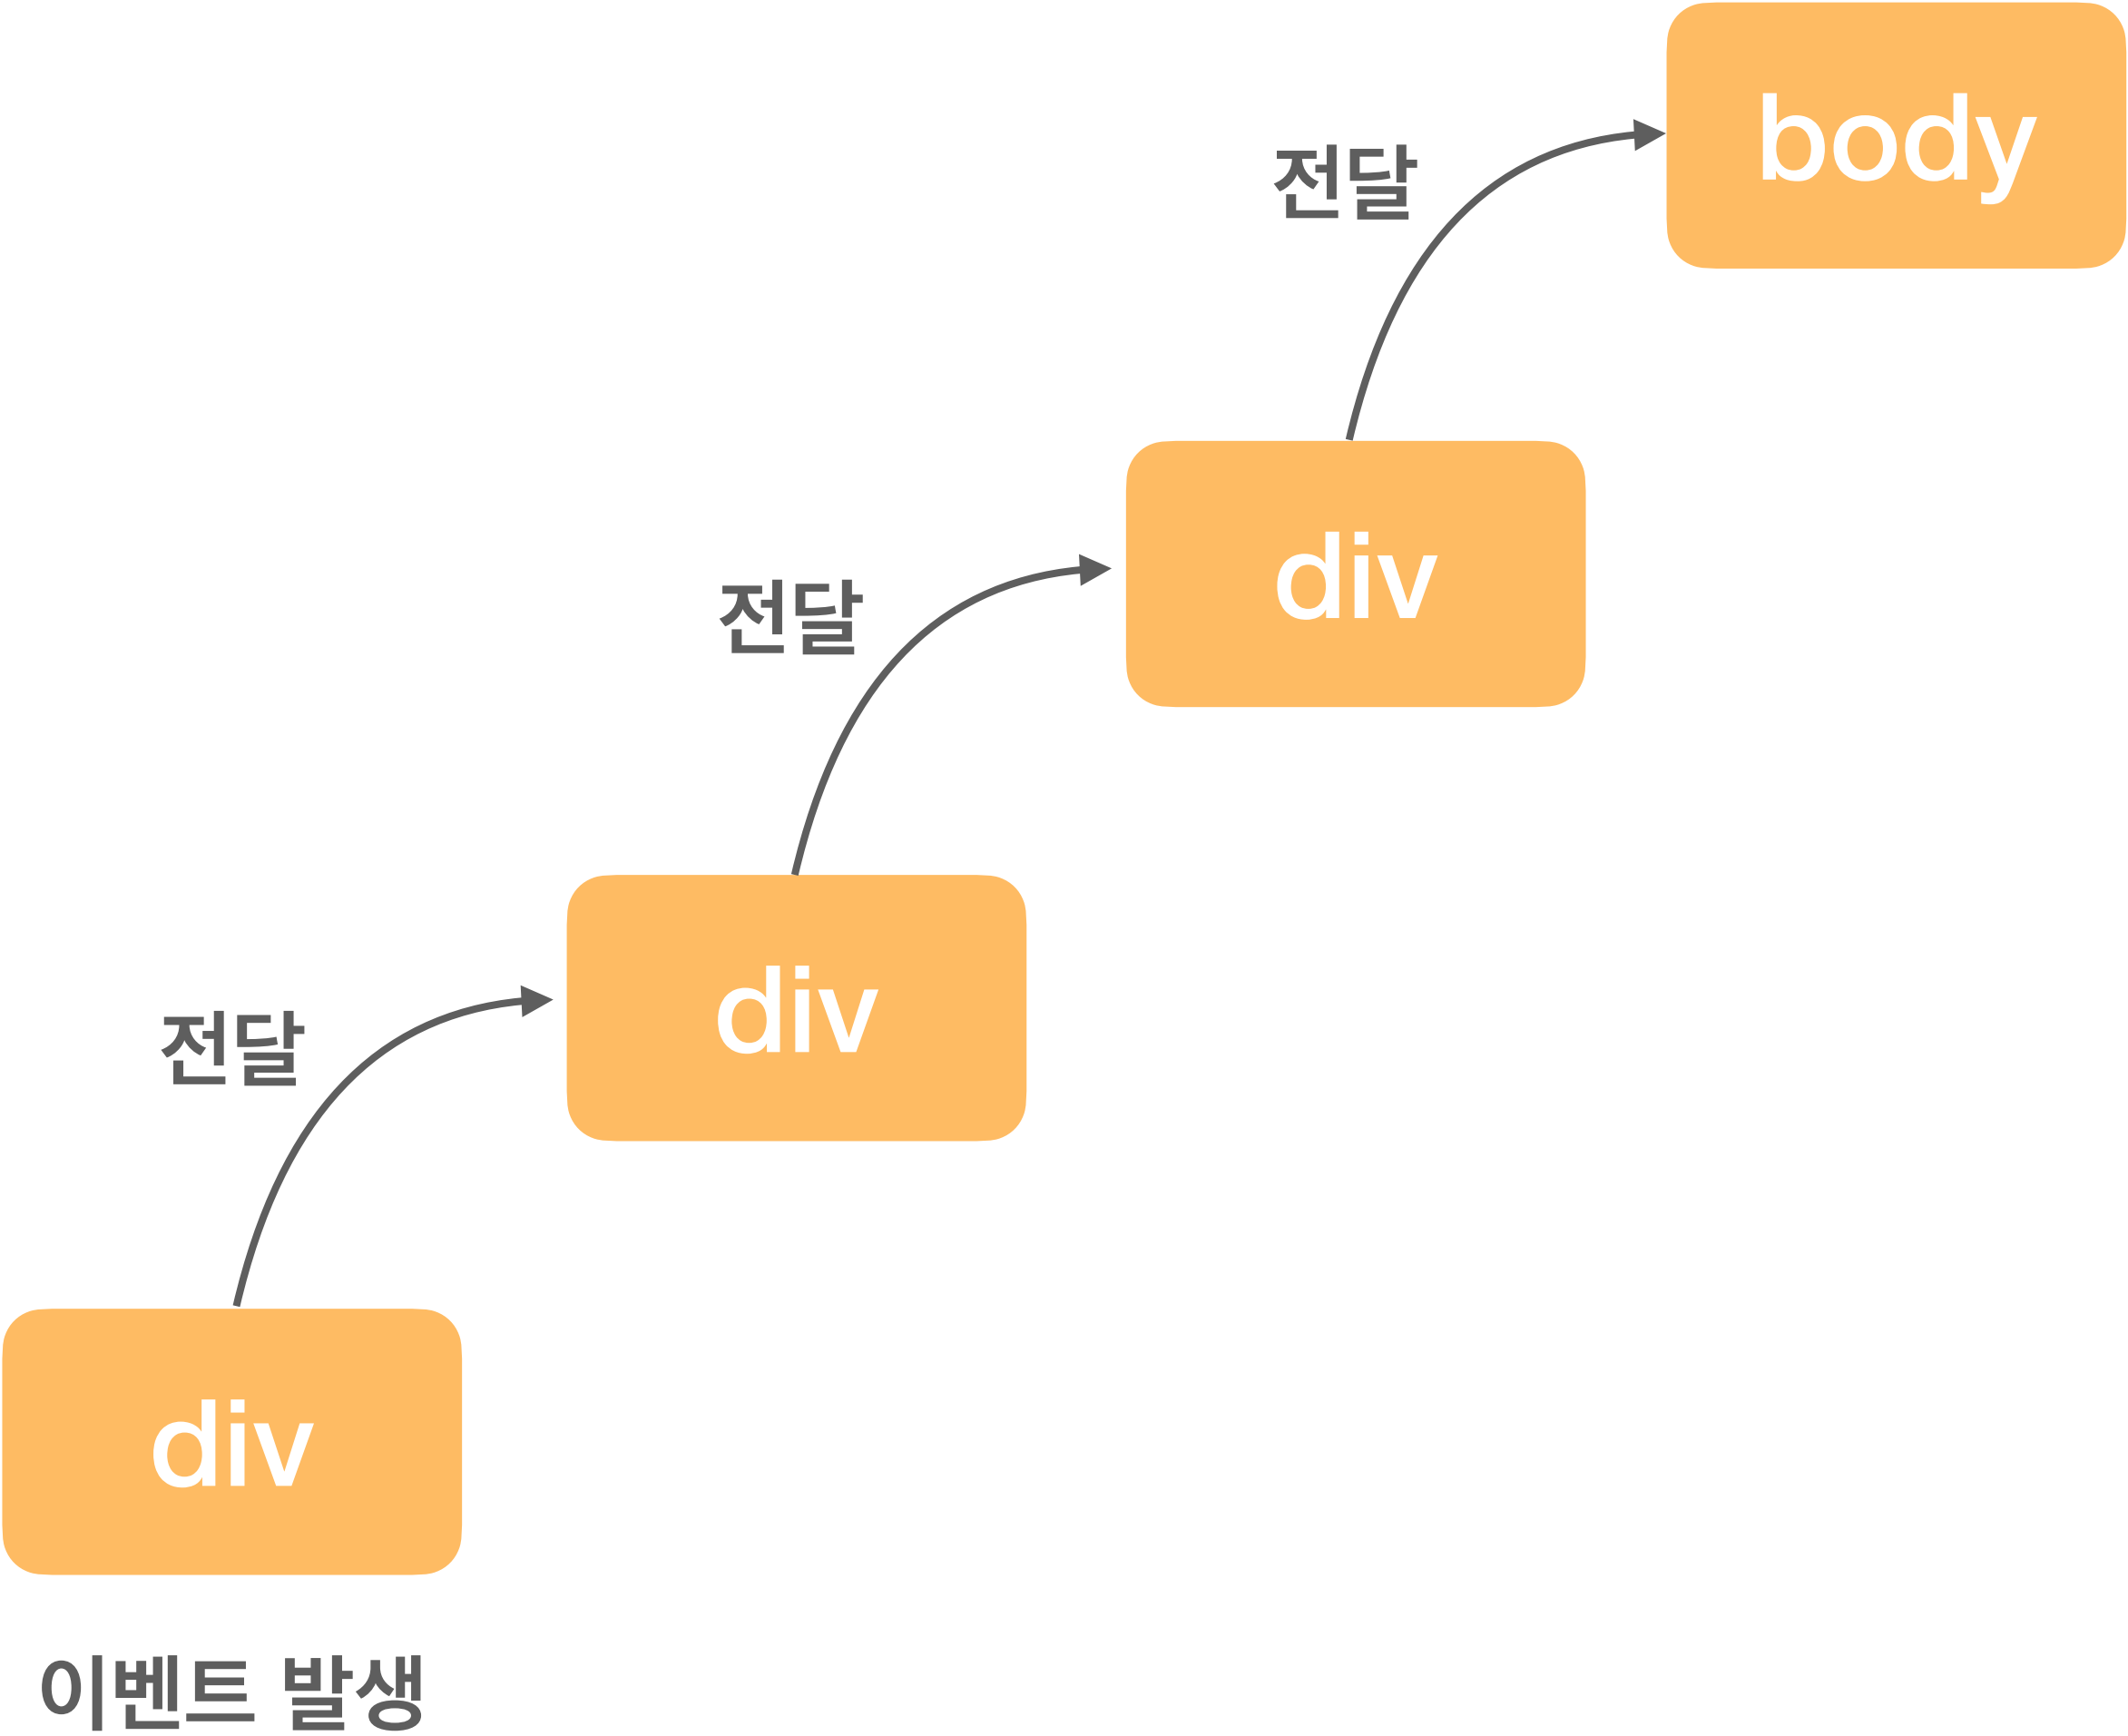 body
전달
div
전달
div
전달
div
이벤트 발생